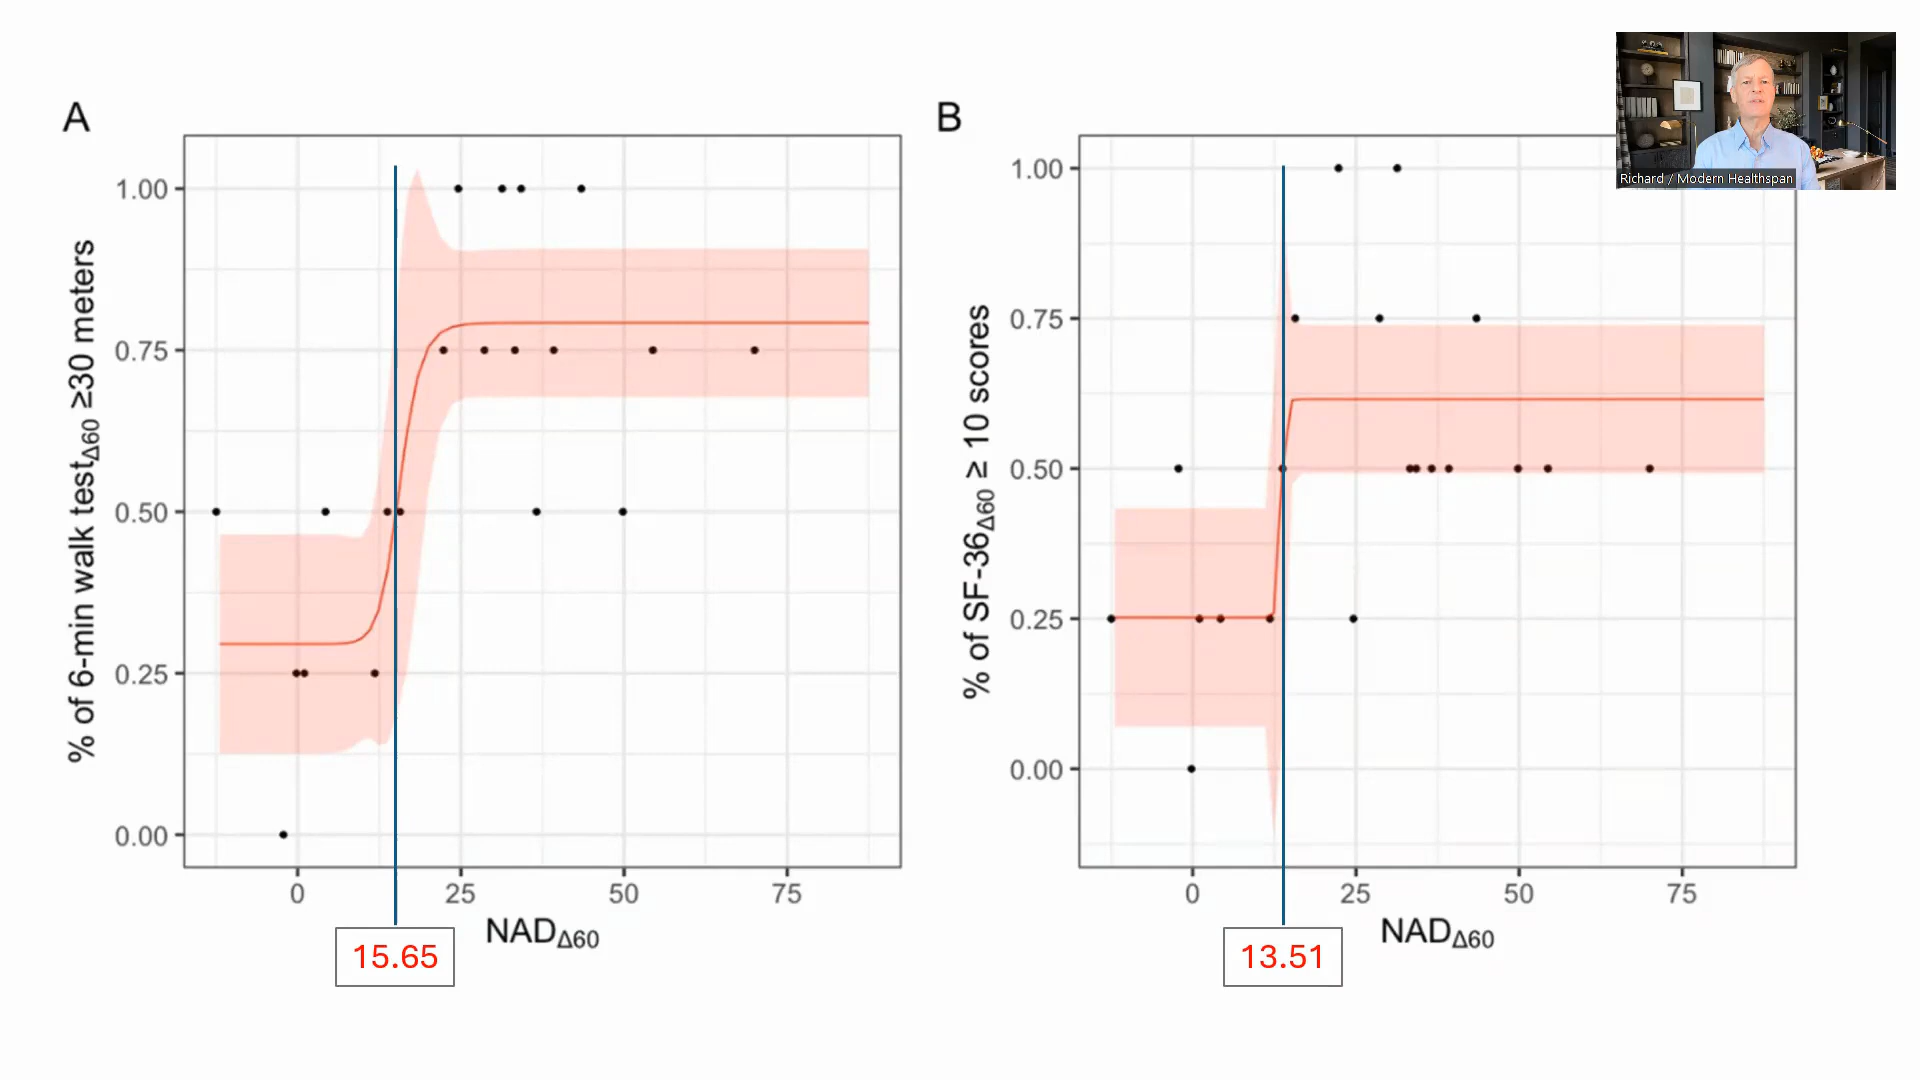 A
% of 6-min walk testΔ60 ≥30 meters
1.00
0.75
0.50
0.25
0.00
0 25 50 75
NADΔ60
15.65
B
% of SF-36Δ60 ≥ 10 scores
1.00
0.75
0.50
0.25
0.00
0 25 50 75
NADΔ60
13.51
Richard / Modern Healthspan